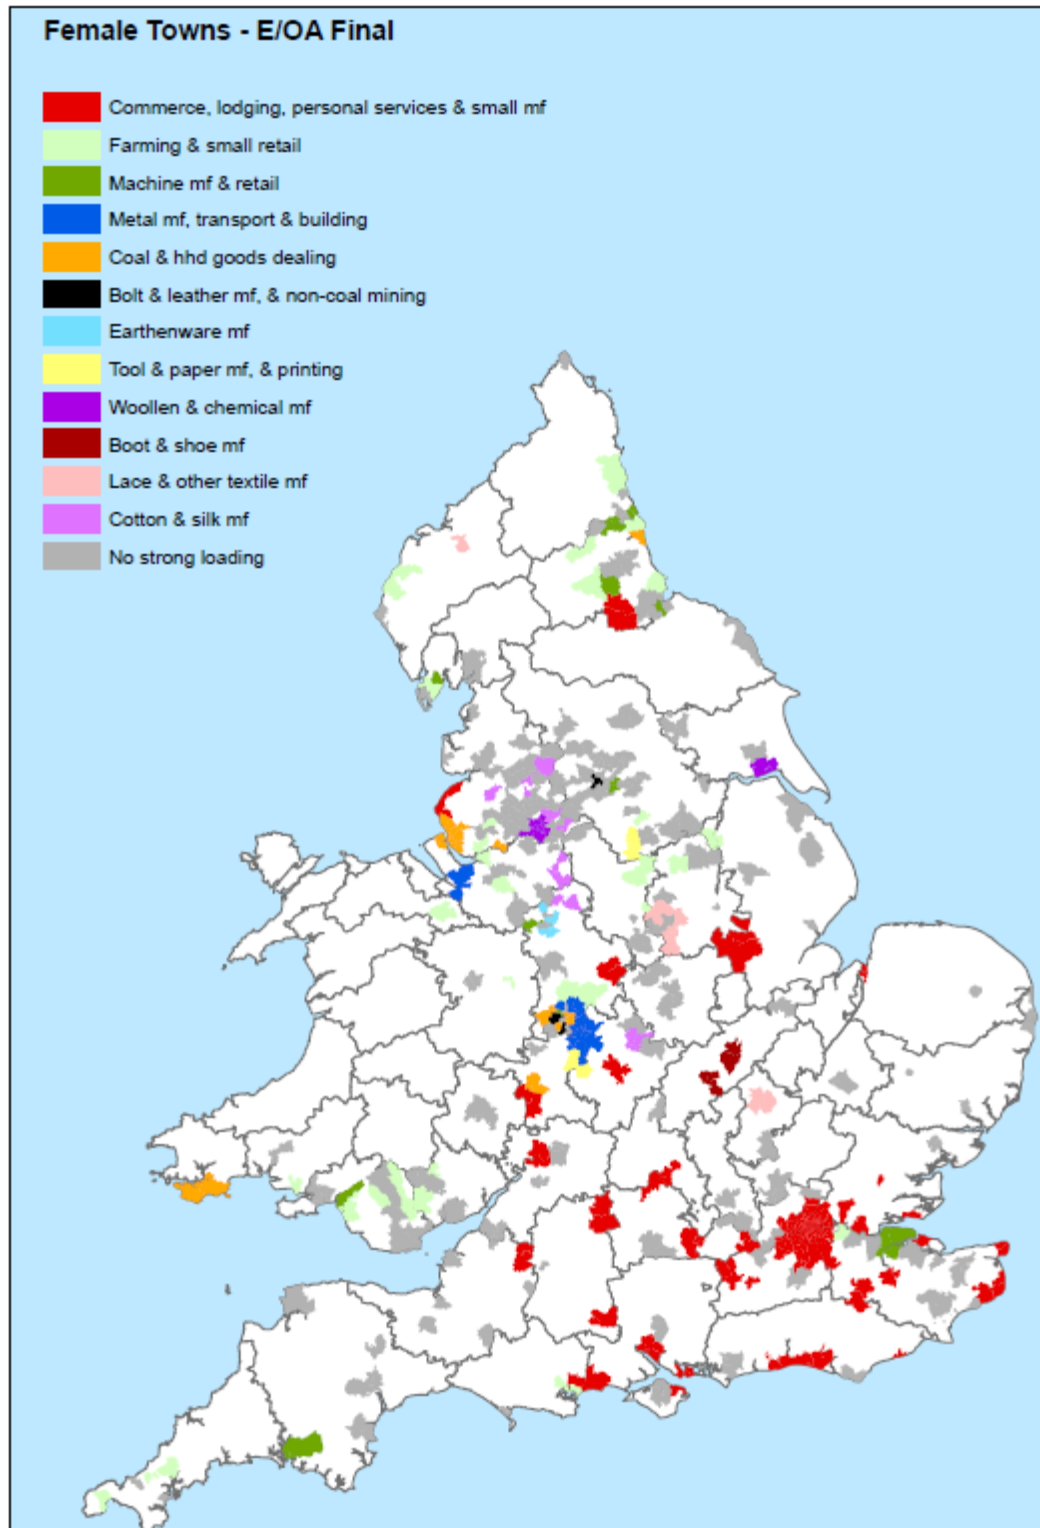 Female Towns - E/OA Final
Commerce, lodging, personal services & small mf
Farming & small retail
Machine mf & retail
Metal mf, transport & building
Coal & hhd goods dealing
Bolt & leather mf, & non-coal mining
Earthenware mf
Tool & paper mf, & printing
Woollen & chemical mf
Boot & shoe mf
Lace & other textile mf
Cotton & silk mf
No strong loading